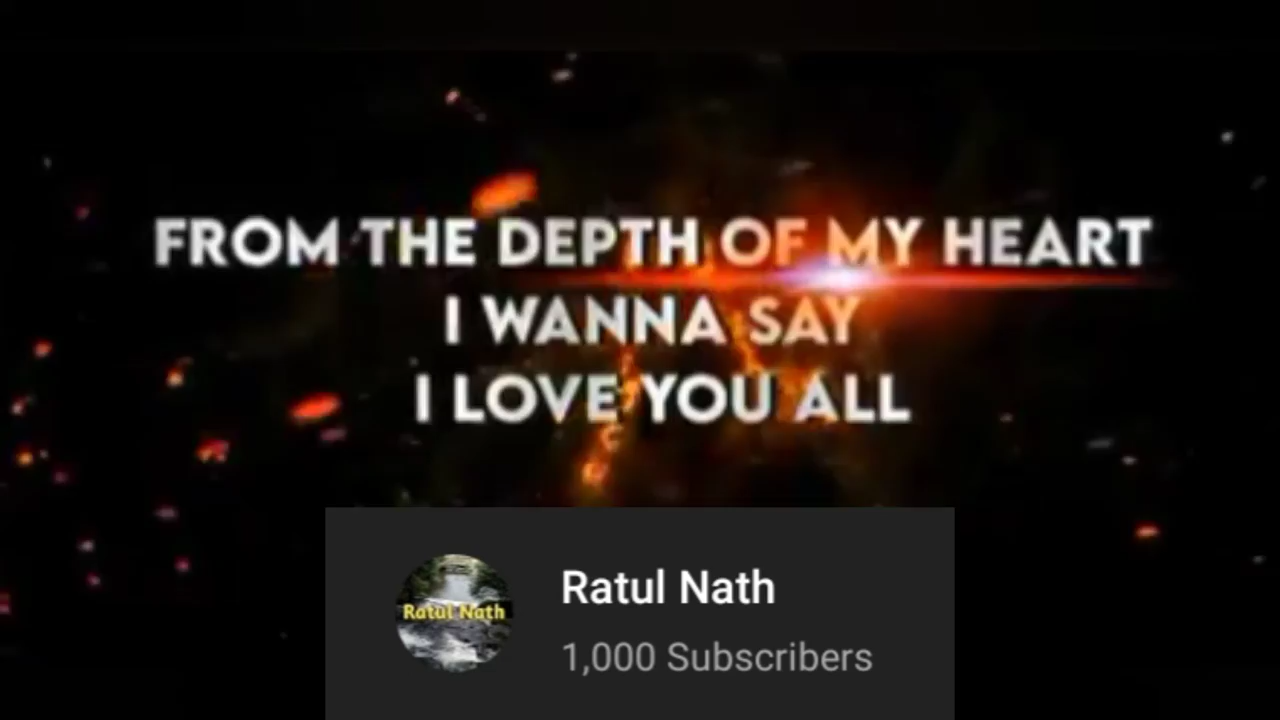 FROM THE DEPTH OF MY HEART
I WANNA SAY
I LOVE YOU ALL
Ratul Nath
Ratul Nath
1,000 Subscribers